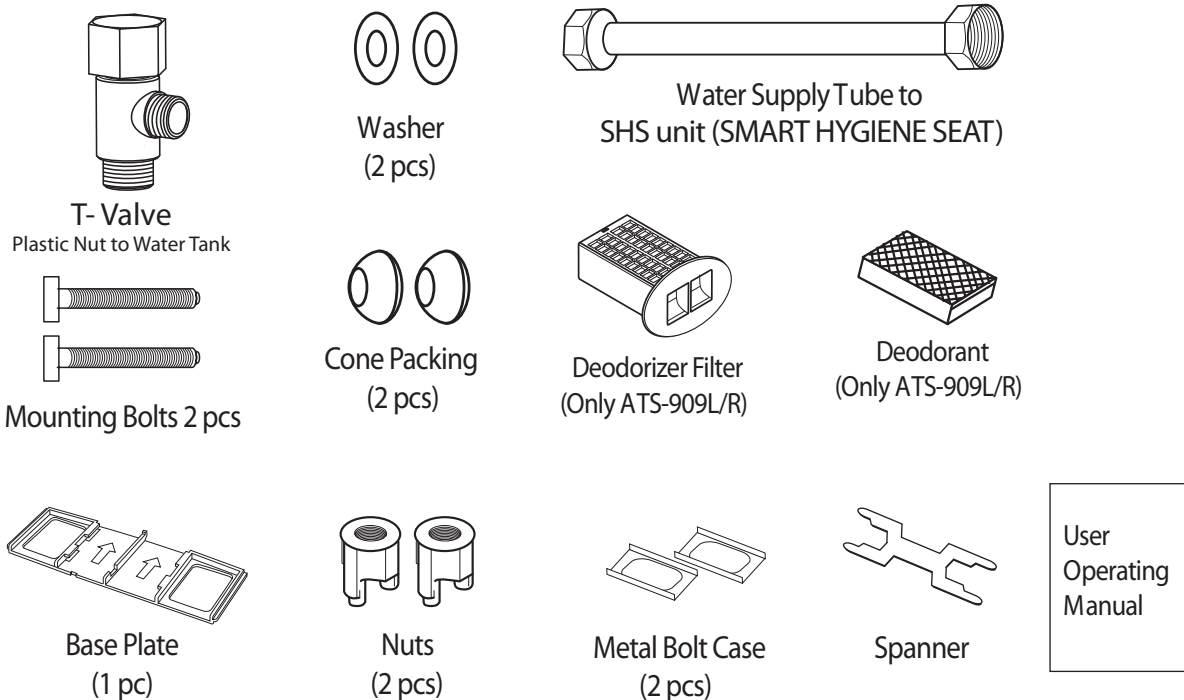 Washer
(2 pcs)
Water Supply Tube to
SHS unit (SMART HYGIENE SEAT)
T- Valve
Plastic Nut to Water Tank
Mounting Bolts 2 pcs
Cone Packing
(2 pcs)
Deodorizer Filter
(Only ATS-909L/R)
Deodorant
(Only ATS-909L/R)
Base Plate
(1 pc)
Nuts
(2 pcs)
Metal Bolt Case
(2 pcs)
Spanner
User
Operating
Manual